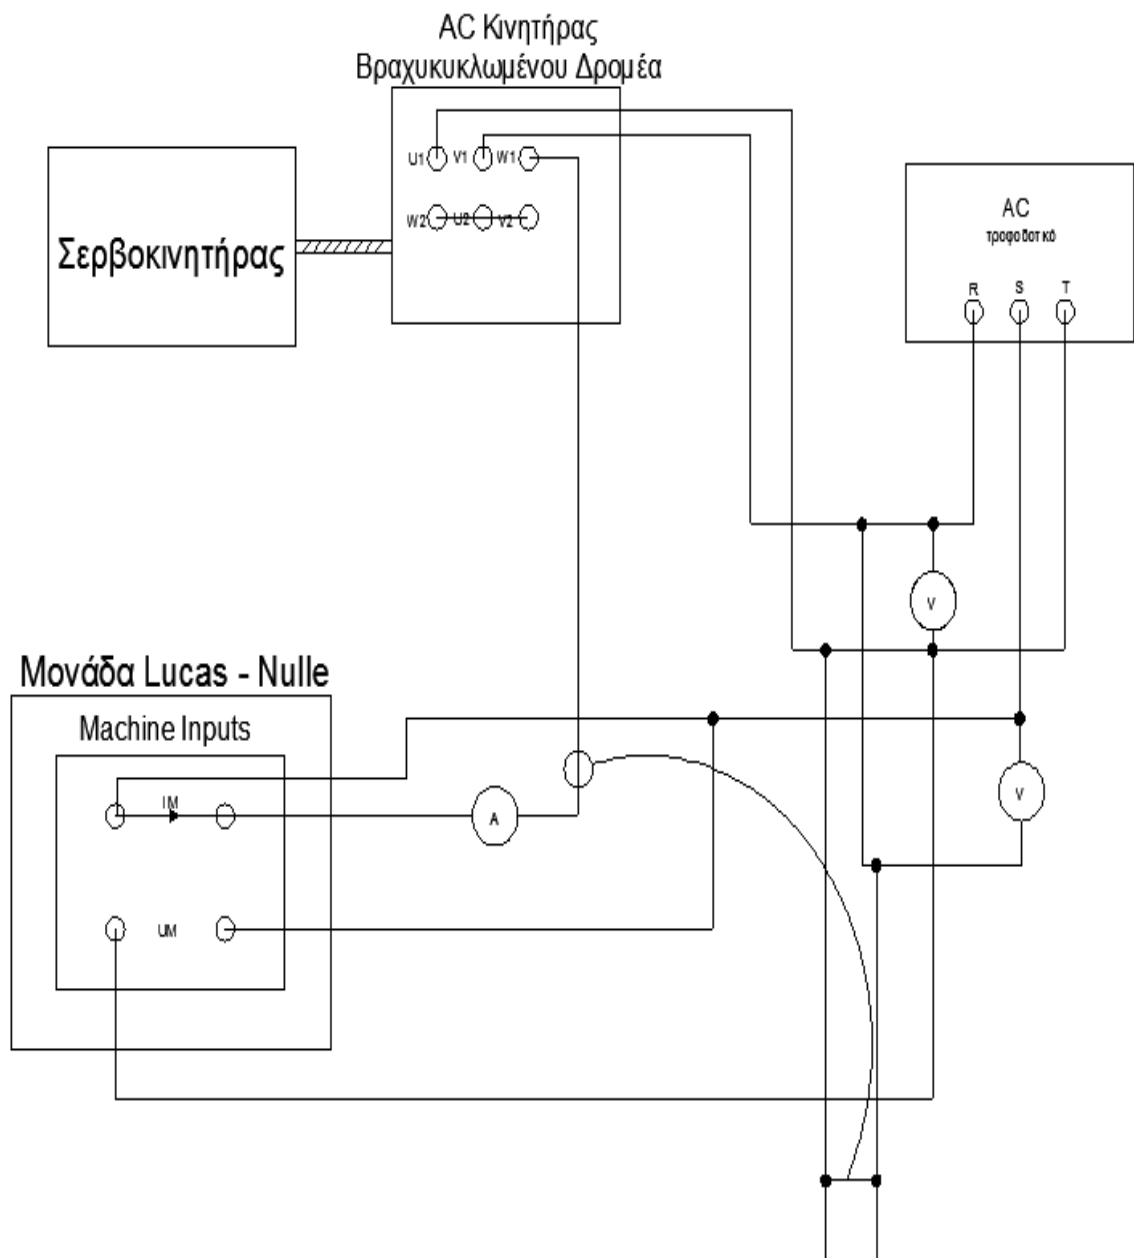 AC Κινητήρας
Βραχυκυκλωμένου Δρομέα
U1 V1 W1
W2 U2 V2
Σερβοκινητήρας
AC
τροφοδοτικό
R S T
V
Μονάδα Lucas - Nulle
Machine Inputs
IM
A
V
UM